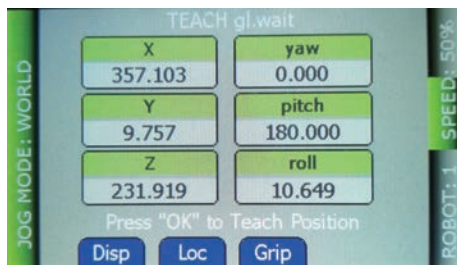 TEACH gl.wait
X
357.103
yaw
0.000
Y
9.757
pitch
180.000
Z
231.919
roll
10.649
Press "OK" to Teach Position
Disp
Loc
Grip
JOG MODE: WORLD
SPEED: 50%
ROBOT: 1